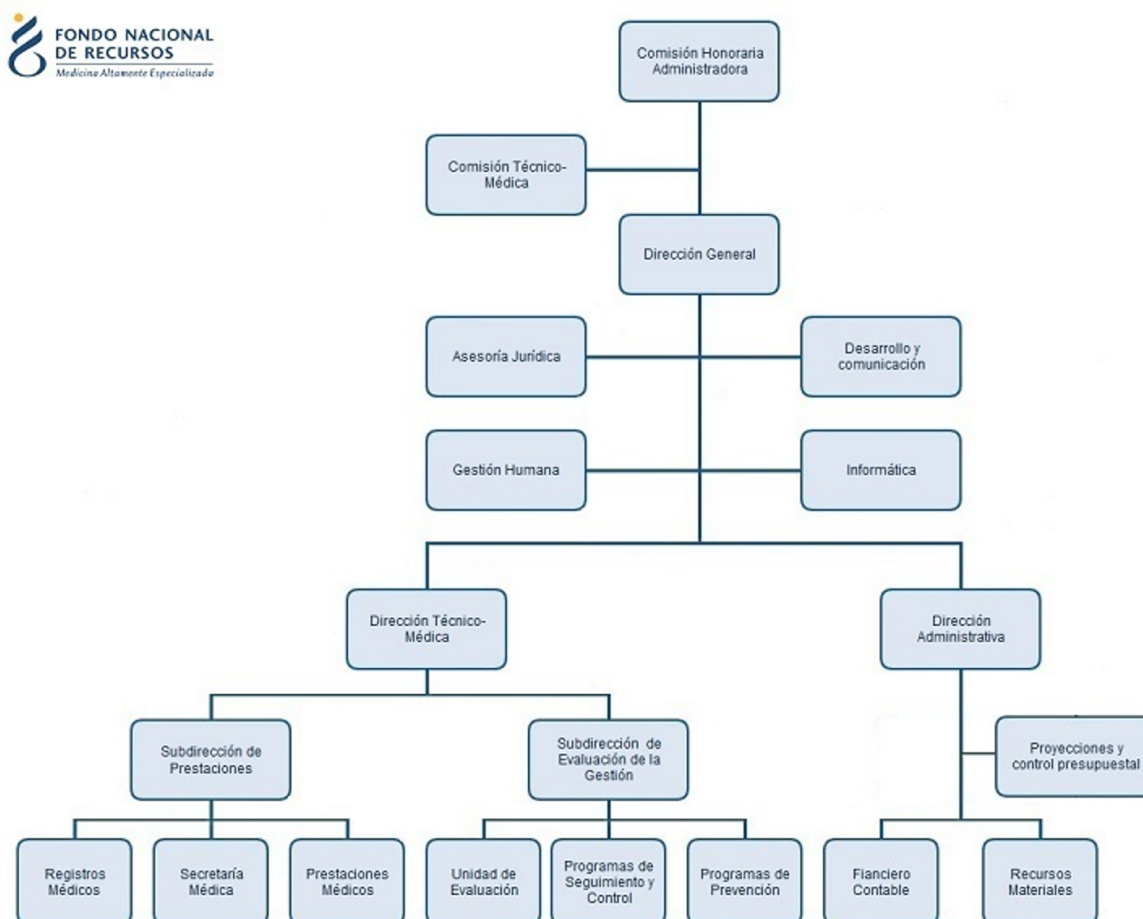 FONDO NACIONAL
DE RECURSOS
Medicina Altamente Especializada
Comisión Honoraria
Administradora
Comisión Técnico-
Médica
Dirección General
Asesoría Jurídica
Desarrollo y
comunicación
Gestión Humana
Informática
Dirección Técnico-
Médica
Dirección
Administrativa
Subdirección de
Prestaciones
Subdirección de
Evaluación de la
Gestión
Proyecciones y
control presupuestal
Registros
Médicos
Secretaría
Médica
Prestaciones
Médicos
Unidad de
Evaluación
Programas de
Seguimiento y
Control
Programas de
Prevención
Fianciero
Contable
Recursos
Materiales